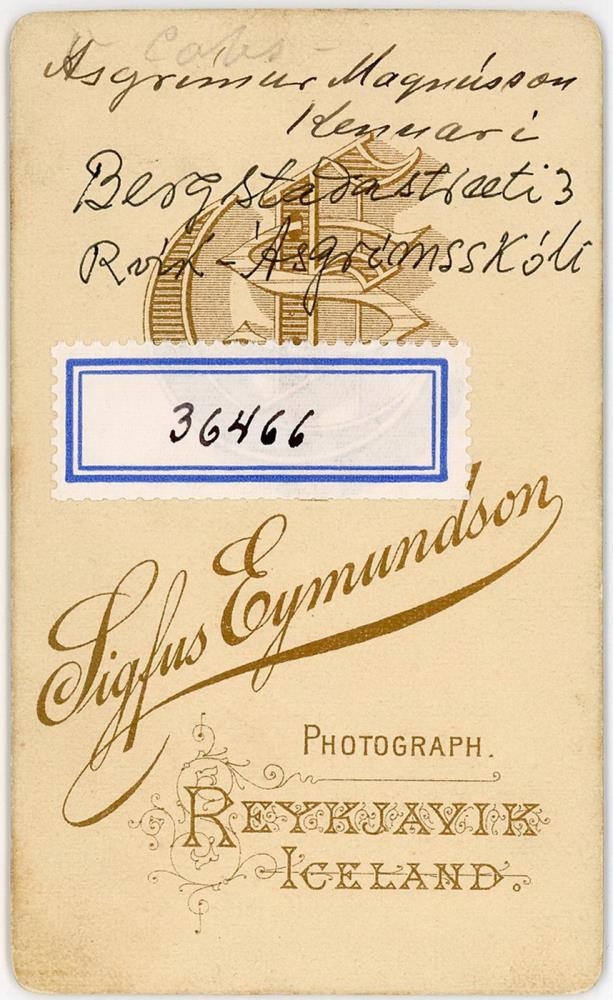 Ásgrímur Magnússon
Kennari
Bergstaðastræti 3
Rvík - Ásgrímsskóli
36466
Sigfus Eymundson
PHOTOGRAPH.
REYKJAVIK
ICELAND.